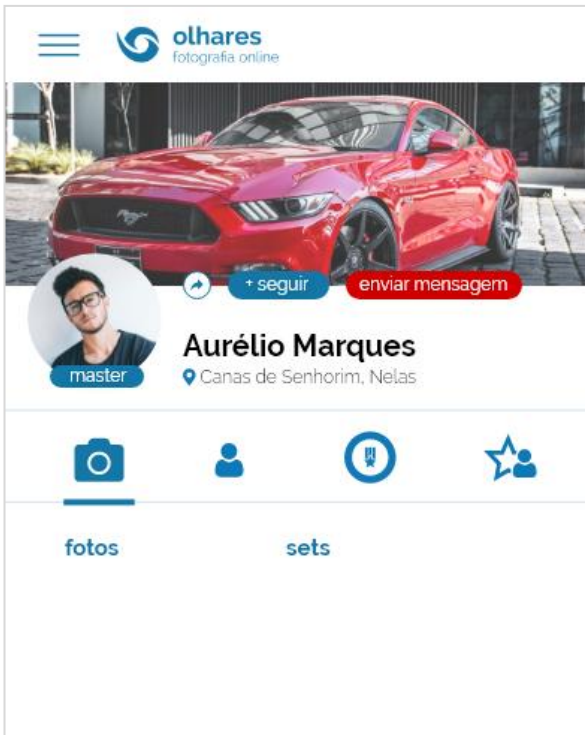 olhares
fotografia online
+ seguir
enviar mensagem
master
Aurélio Marques
Canas de Senhorim, Nelas
fotos
sets